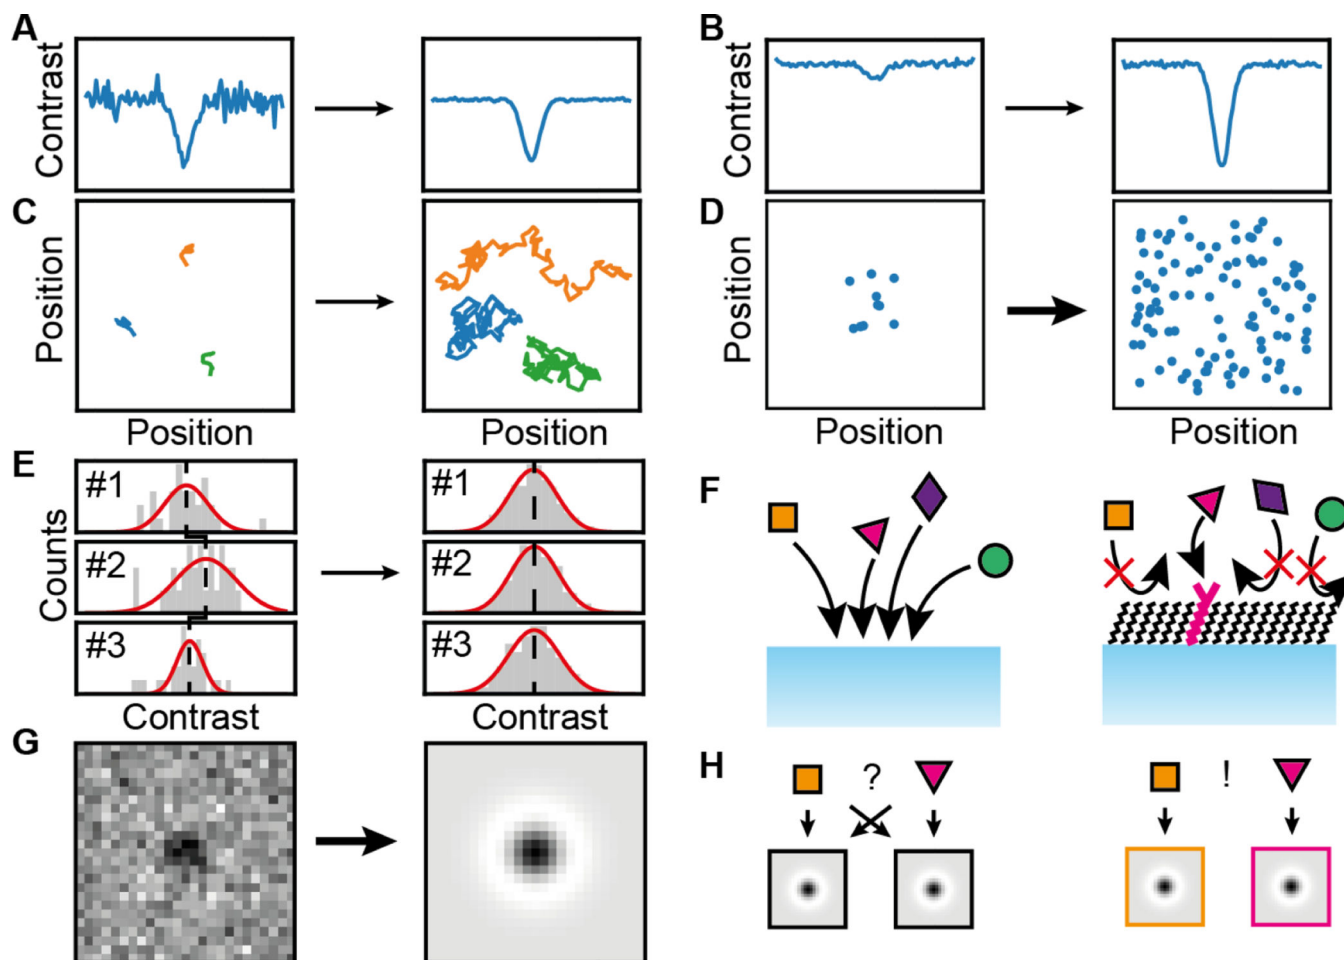 A
B
Contrast
Contrast
C
D
Position
Position
Position
Position
Position
Position
E
#1
#1
F
Counts
#2
#2
#3
#3
Contrast
Contrast
G
H
?
!